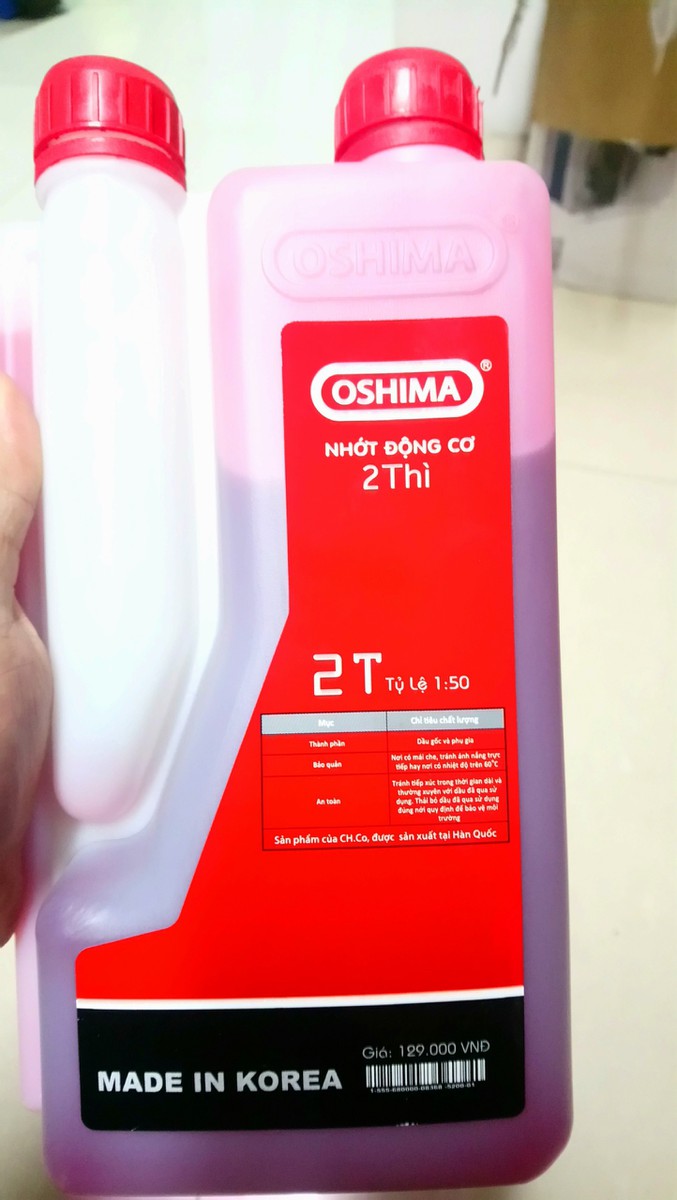 OSHIMA
OSHIMA®
NHỚT ĐỘNG CƠ
2Thì
2T Tỷ Lệ 1:50
Mục Chỉ tiêu chất lượng
Thành phần Dầu gốc và phụ gia
Bảo quản Nơi có mái che, tránh ánh nắng trực
tiếp hay nơi có nhiệt độ trên 60°C
An toàn Tránh tiếp xúc trong thời gian dài và
thường xuyên với dầu đã qua sử
dụng. Thải bỏ dầu đã qua sử dụng
đúng nơi quy định để bảo vệ môi
trường
Sản phẩm của CH.Co, được sản xuất tại Hàn Quốc
Giá: 129.000 VNĐ
MADE IN KOREA